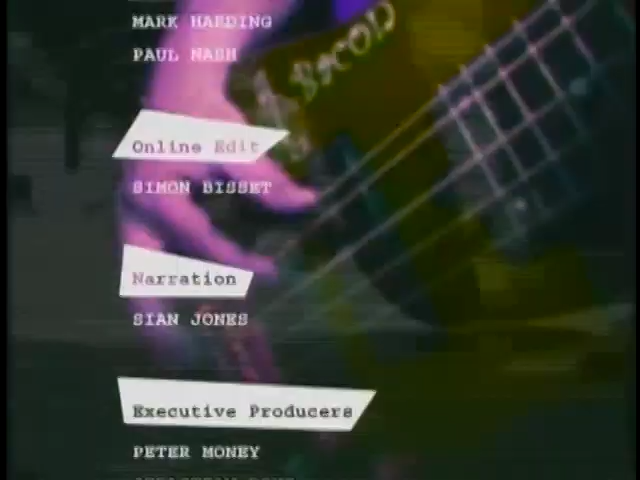 MARK HARDING
PAUL NASH
Online Edit
SIMON BISSET
Narration
SIAN JONES
Executive Producers
PETER MONEY